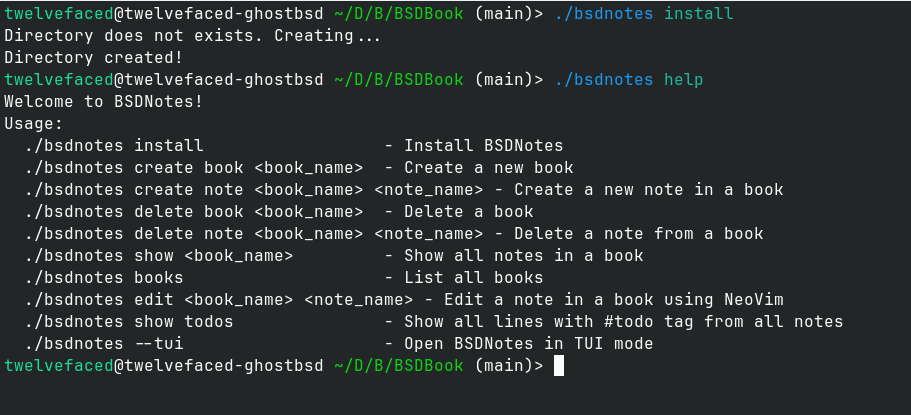 twelvefaced@twelvefaced-ghostbsd ~/D/B/BSDBook (main)> ./bsdnotes install
Directory does not exists. Creating...
Directory created!
twelvefaced@twelvefaced-ghostbsd ~/D/B/BSDBook (main)> ./bsdnotes help
Welcome to BSDNotes!
Usage:
  ./bsdnotes install                  - Install BSDNotes
  ./bsdnotes create book <book_name>  - Create a new book
  ./bsdnotes create note <book_name> <note_name> - Create a new note in a book
  ./bsdnotes delete book <book_name>  - Delete a book
  ./bsdnotes delete note <book_name> <note_name> - Delete a note from a book
  ./bsdnotes show <book_name>         - Show all notes in a book
  ./bsdnotes books                    - List all books
  ./bsdnotes edit <book_name> <note_name> - Edit a note in a book using NeoVim
  ./bsdnotes show todos               - Show all lines with #todo tag from all notes
  ./bsdnotes --tui                    - Open BSDNotes in TUI mode
twelvefaced@twelvefaced-ghostbsd ~/D/B/BSDBook (main)>